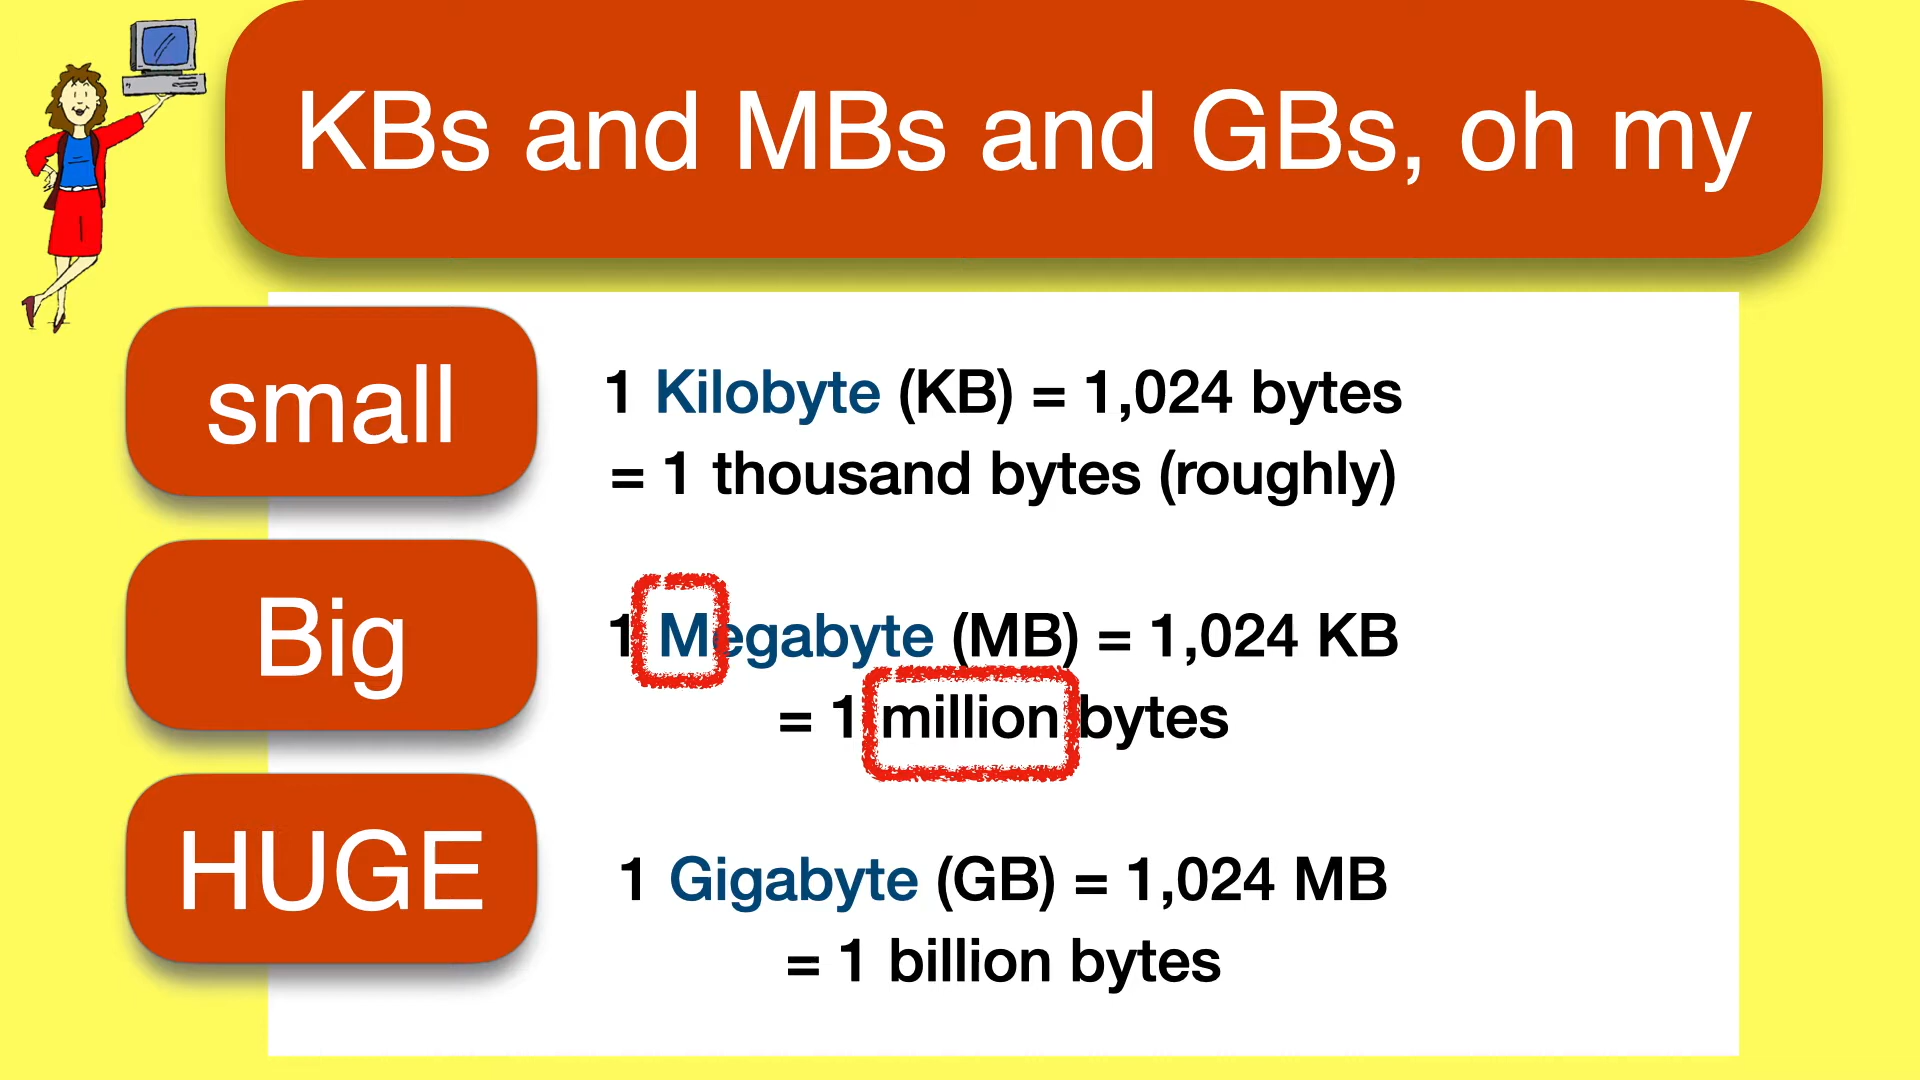 KBs and MBs and GBs, oh my
small
1 Kilobyte (KB) = 1,024 bytes
= 1 thousand bytes (roughly)
Big
1 Megabyte (MB) = 1,024 KB
= 1 million bytes
HUGE
1 Gigabyte (GB) = 1,024 MB
= 1 billion bytes